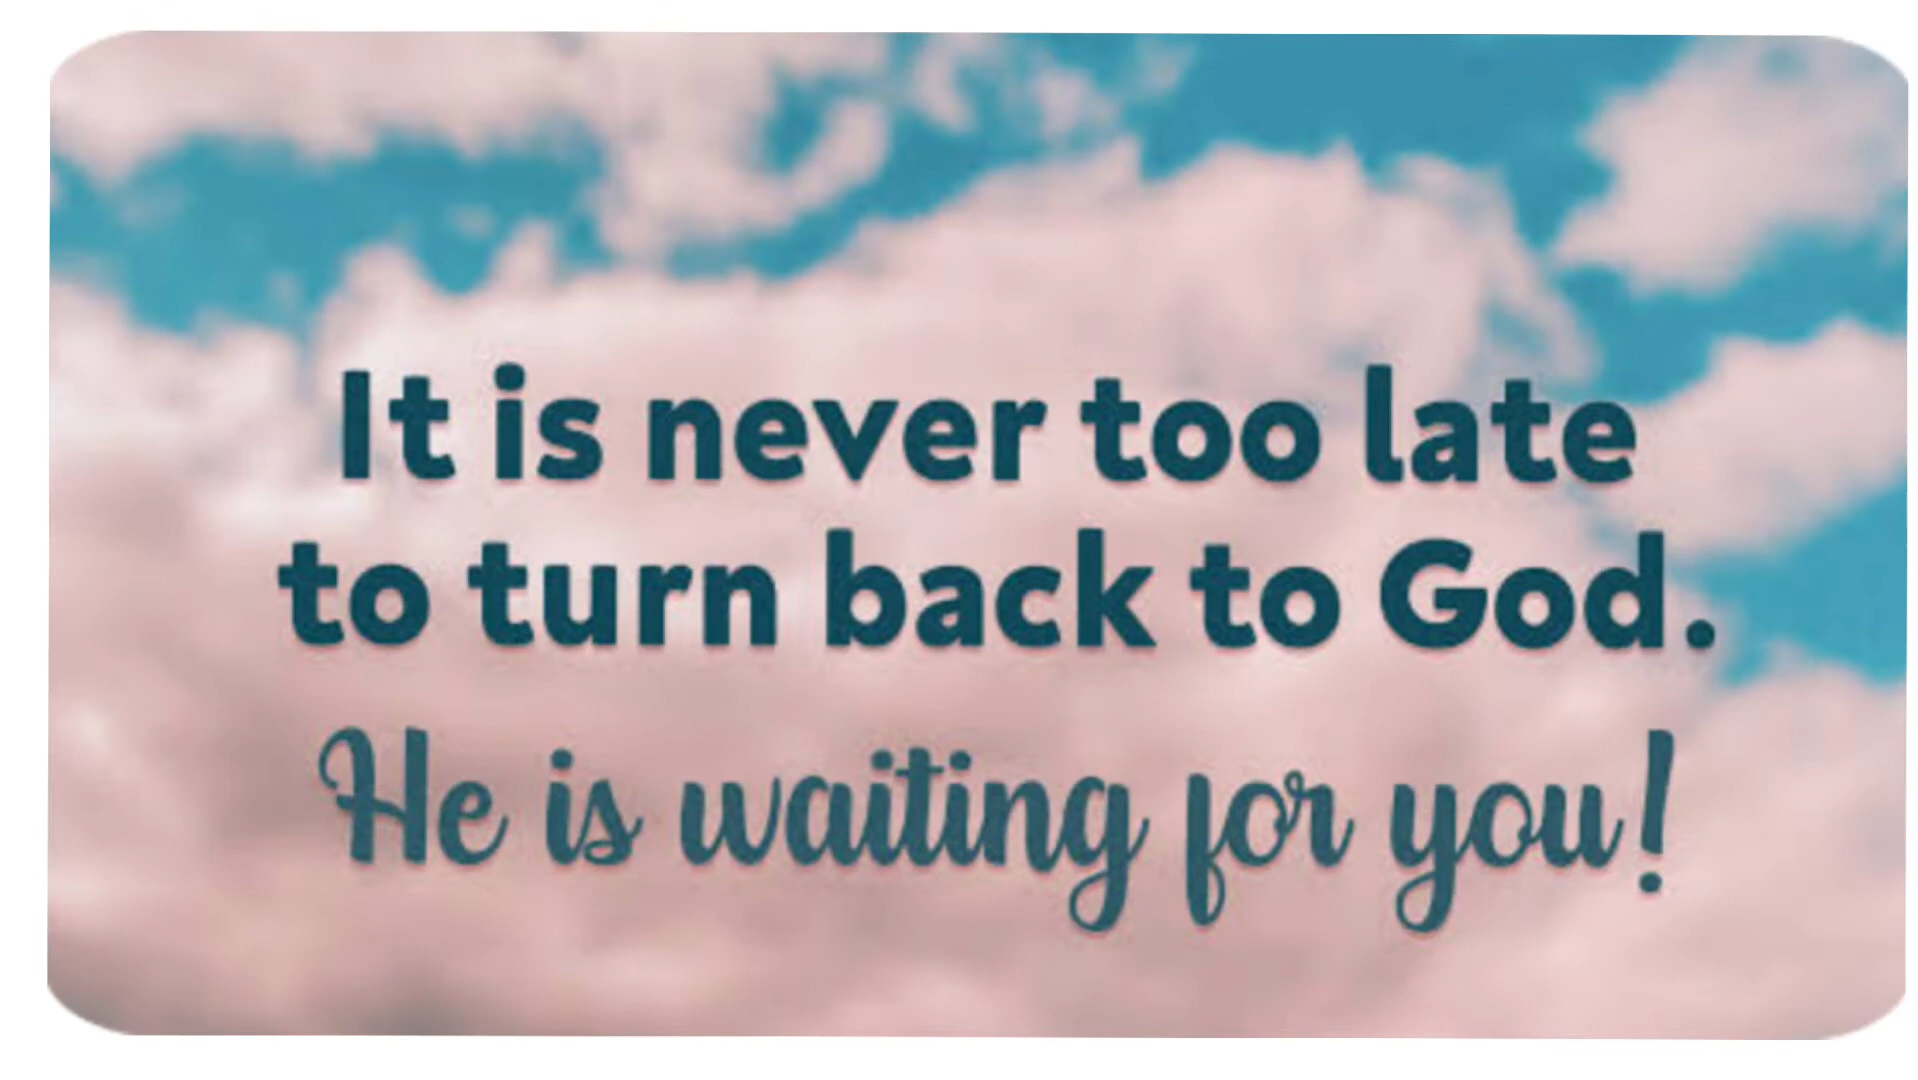 It is never too late
to turn back to God.
He is waiting for you!